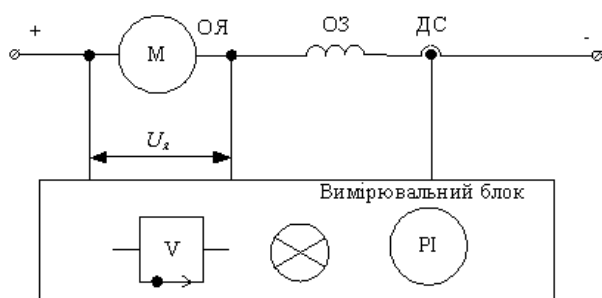 + ОЯ ОЗ ДС -
М
Uя
Вимірювальний блок
V PI